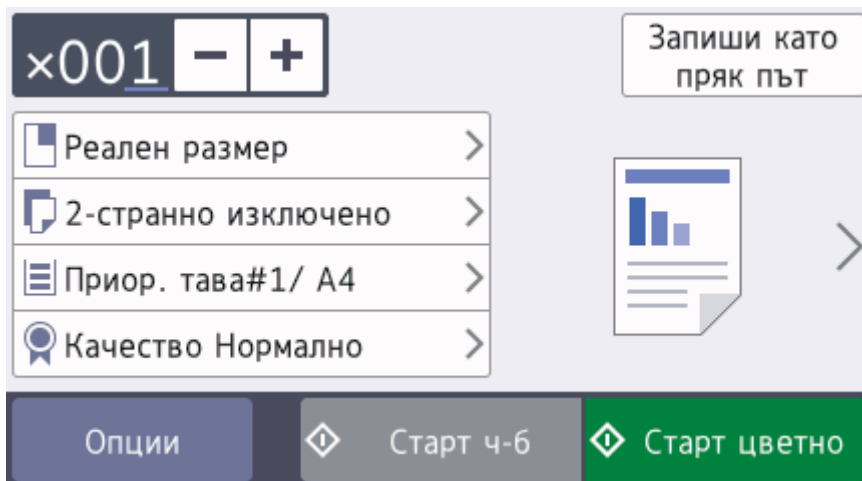 ×001 − +
Запиши като
пряк път
Реален размер
2-странно изключено
Приор. тава#1/ A4
Качество Нормално
Опции
Старт ч-б
Старт цветно